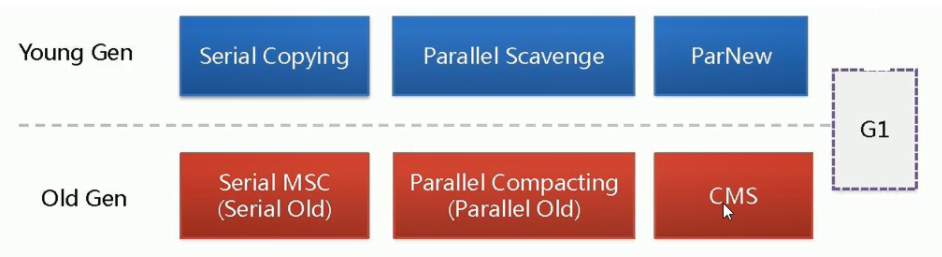 Young Gen
Serial Copying
Parallel Scavenge
ParNew
G1
Old Gen
Serial MSC
(Serial Old)
Parallel Compacting
(Parallel Old)
CMS